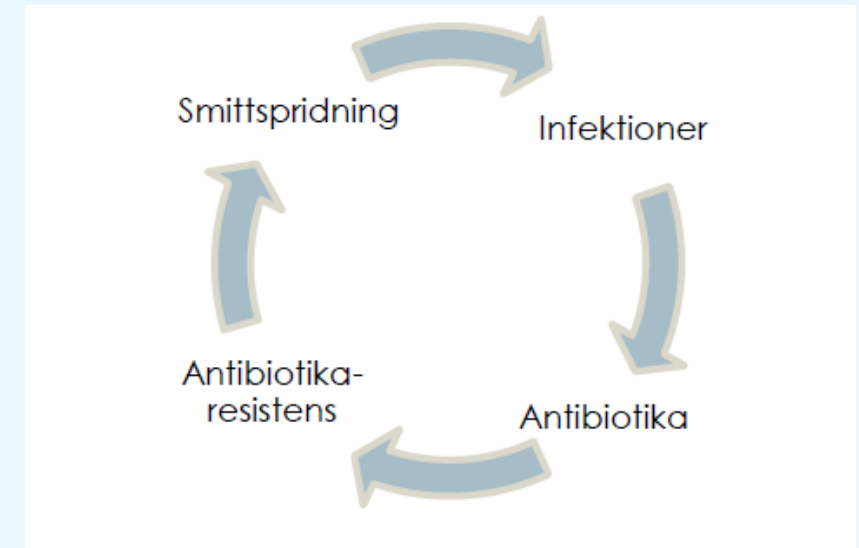 Smittspridning
Infektioner
Antibiotika-
resistens
Antibiotika